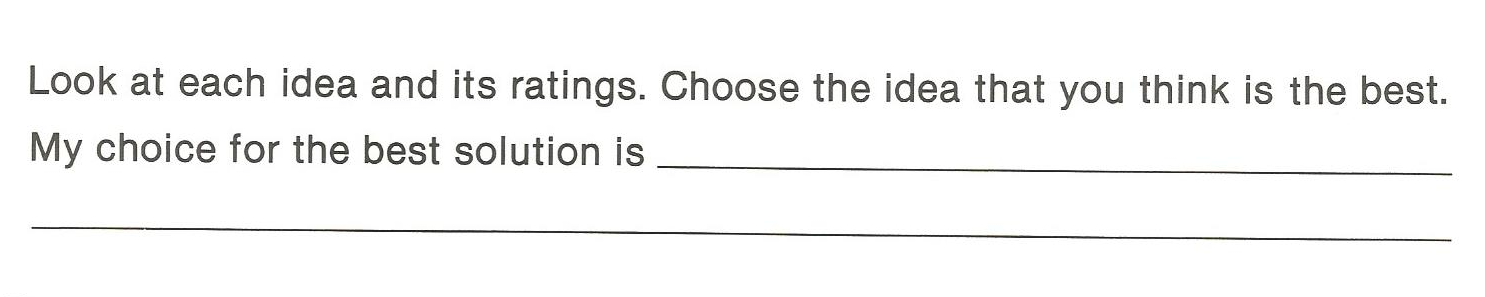 Look at each idea and its ratings. Choose the idea that you think is the best.
My choice for the best solution is